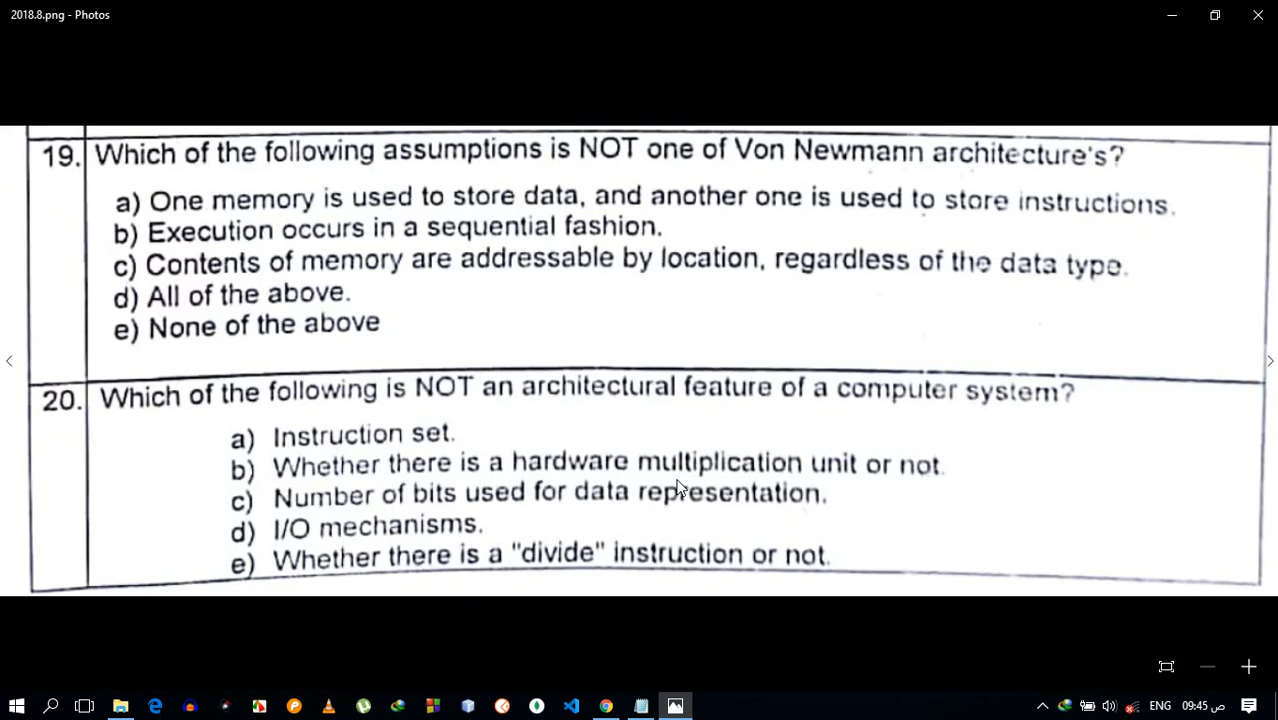 2018.8.png - Photos
19. Which of the following assumptions is NOT one of Von Newmann architecture's?
a) One memory is used to store data, and another one is used to store instructions.
b) Execution occurs in a sequential fashion.
c) Contents of memory are addressable by location, regardless of the data type.
d) All of the above.
e) None of the above
20. Which of the following is NOT an architectural feature of a computer system?
a) Instruction set.
b) Whether there is a hardware multiplication unit or not.
c) Number of bits used for data representation.
d) I/O mechanisms.
e) Whether there is a "divide" instruction or not.
ENG 09:45 ص